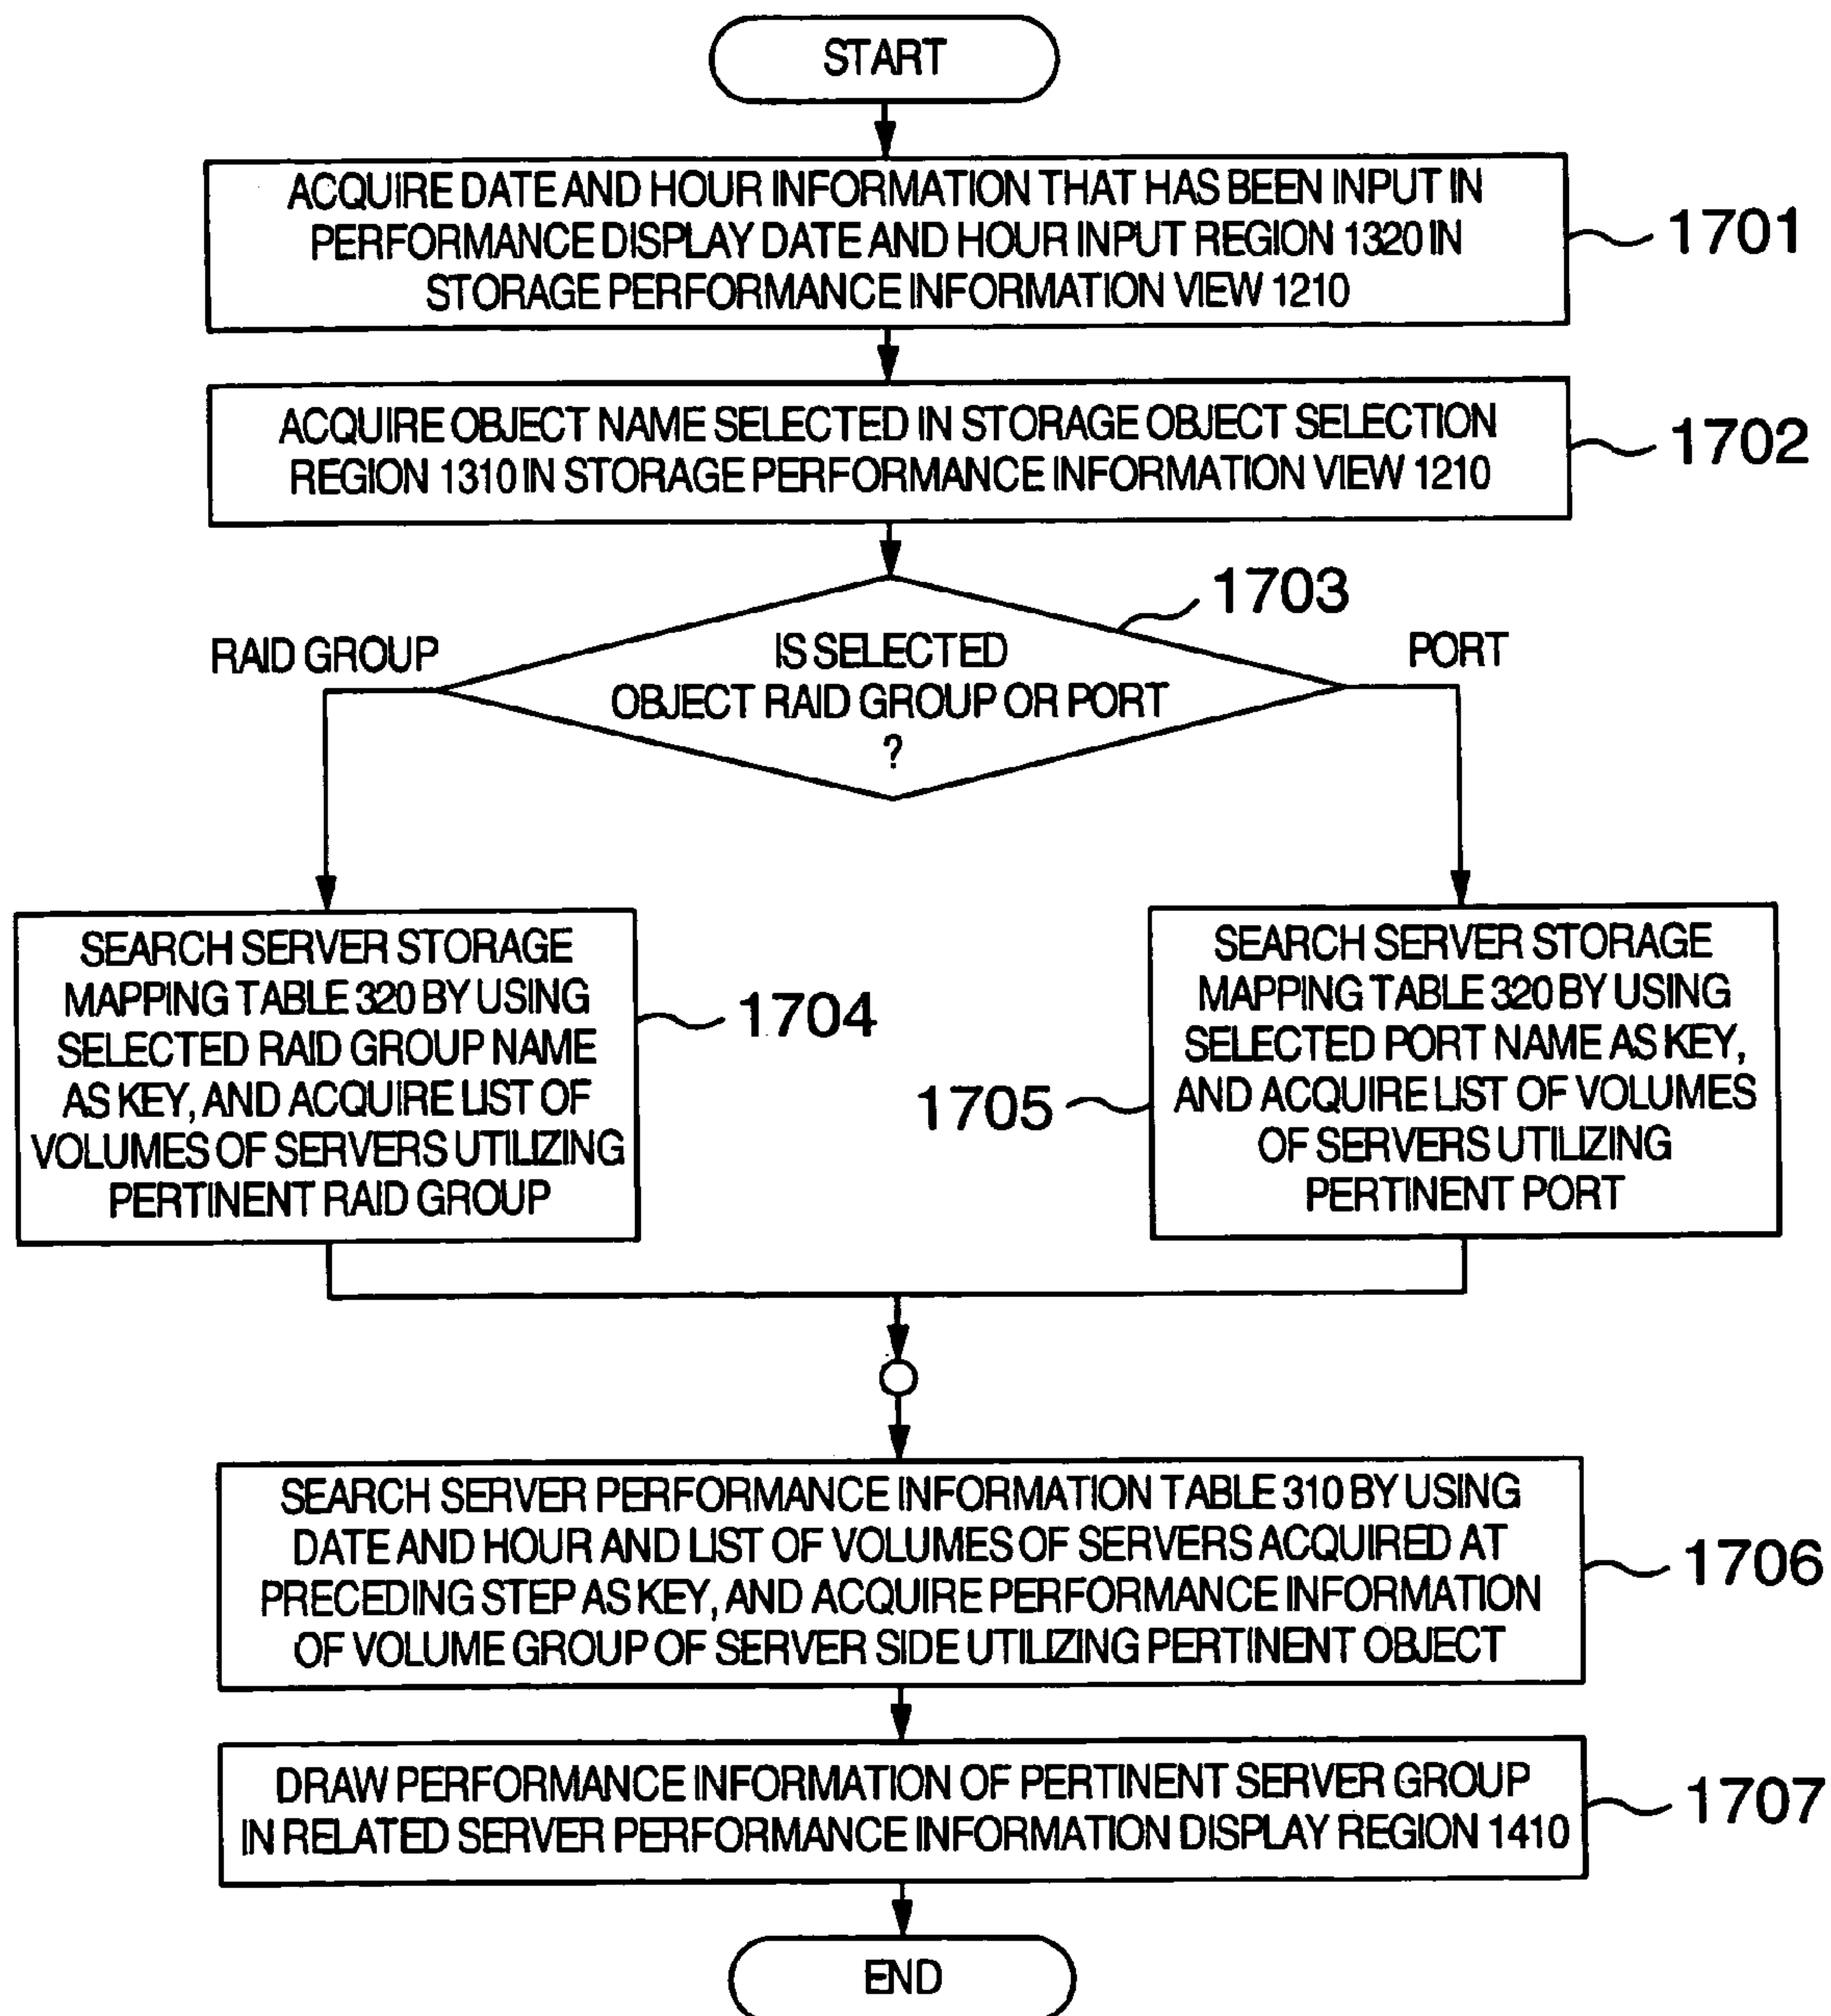 START
ACQUIRE DATE AND HOUR INFORMATION THAT HAS BEEN INPUT IN
PERFORMANCE DISPLAY DATE AND HOUR INPUT REGION 1320 IN
STORAGE PERFORMANCE INFORMATION VIEW 1210
1701
ACQUIRE OBJECT NAME SELECTED IN STORAGE OBJECT SELECTION
REGION 1310 IN STORAGE PERFORMANCE INFORMATION VIEW 1210
1702
1703
RAID GROUP
IS SELECTED
OBJECT RAID GROUP OR PORT
?
PORT
SEARCH SERVER STORAGE
MAPPING TABLE 320 BY USING
SELECTED RAID GROUP NAME
AS KEY, AND ACQUIRE LIST OF
VOLUMES OF SERVERS UTILIZING
PERTINENT RAID GROUP
1704
SEARCH SERVER STORAGE
MAPPING TABLE 320 BY USING
SELECTED PORT NAME AS KEY,
AND ACQUIRE LIST OF VOLUMES
OF SERVERS UTILIZING
PERTINENT PORT
1705
SEARCH SERVER PERFORMANCE INFORMATION TABLE 310 BY USING
DATE AND HOUR AND LIST OF VOLUMES OF SERVERS ACQUIRED AT
PRECEDING STEP AS KEY, AND ACQUIRE PERFORMANCE INFORMATION
OF VOLUME GROUP OF SERVER SIDE UTILIZING PERTINENT OBJECT
1706
DRAW PERFORMANCE INFORMATION OF PERTINENT SERVER GROUP
IN RELATED SERVER PERFORMANCE INFORMATION DISPLAY REGION 1410
1707
END